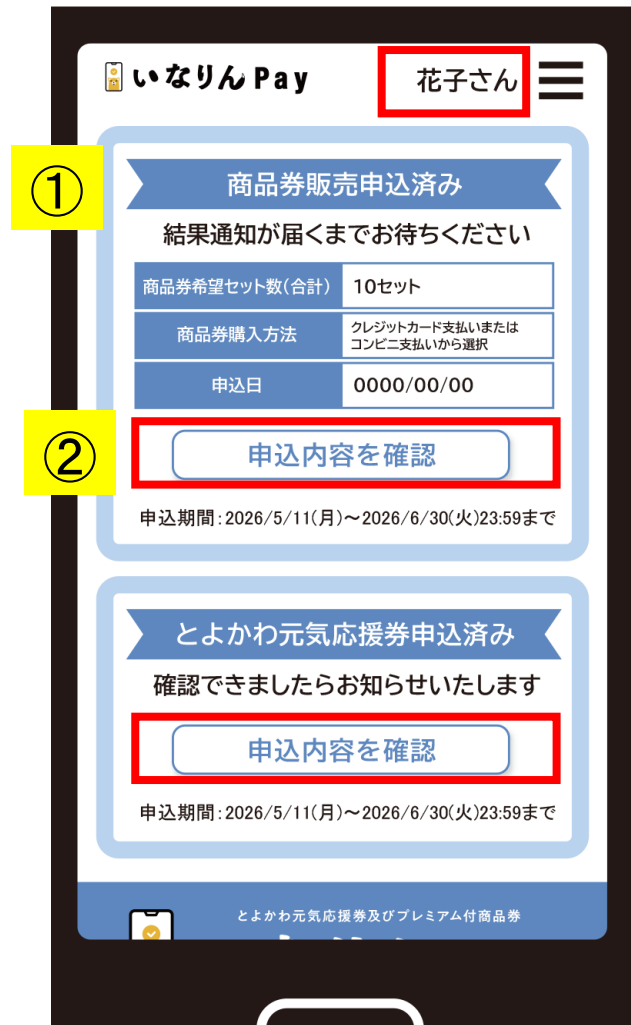 いなりんPay
花子さん
①
商品券販売申込済み
結果通知が届くまでお待ちください
商品券希望セット数(合計) 10セット
商品券購入方法 クレジットカード支払いまたは
コンビニ支払いから選択
申込日 0000/00/00
②
申込内容を確認
申込期間:2026/5/11(月)～2026/6/30(火)23:59まで
とよかわ元気応援券申込済み
確認できましたらお知らせいたします
申込内容を確認
申込期間:2026/5/11(月)～2026/6/30(火)23:59まで
とよかわ元気応援券及びプレミアム付商品券